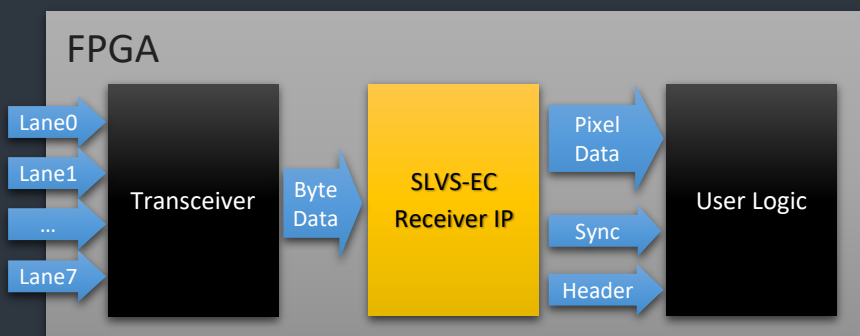 FPGA
Lane0
Lane1
...
Lane7
Transceiver
Byte
Data
SLVS-EC
Receiver IP
Pixel
Data
Sync
Header
User Logic